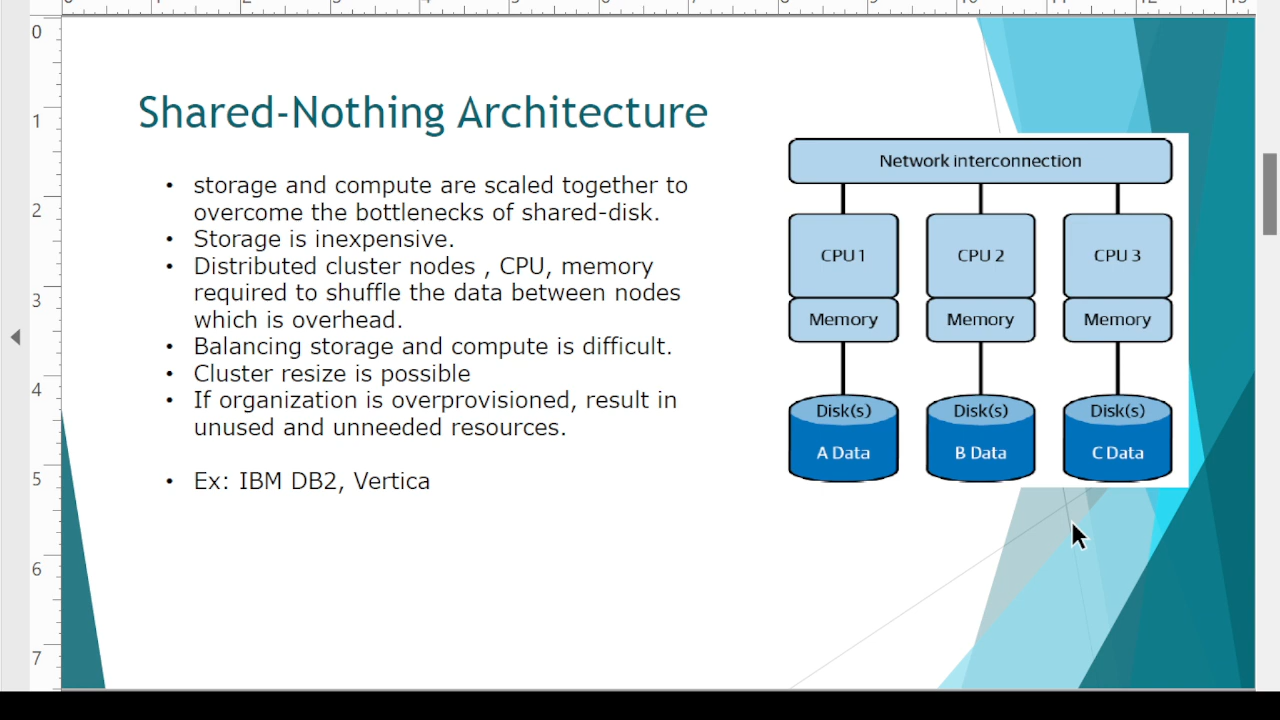 Shared-Nothing Architecture
• storage and compute are scaled together to
overcome the bottlenecks of shared-disk.
• Storage is inexpensive.
• Distributed cluster nodes , CPU, memory
required to shuffle the data between nodes
which is overhead.
• Balancing storage and compute is difficult.
• Cluster resize is possible
• If organization is overprovisioned, result in
unused and unneeded resources.
• Ex: IBM DB2, Vertica
Network interconnection
CPU 1 CPU 2 CPU 3
Memory Memory Memory
Disk(s) Disk(s) Disk(s)
A Data B Data C Data
0
1
2
3
4
5
6
7